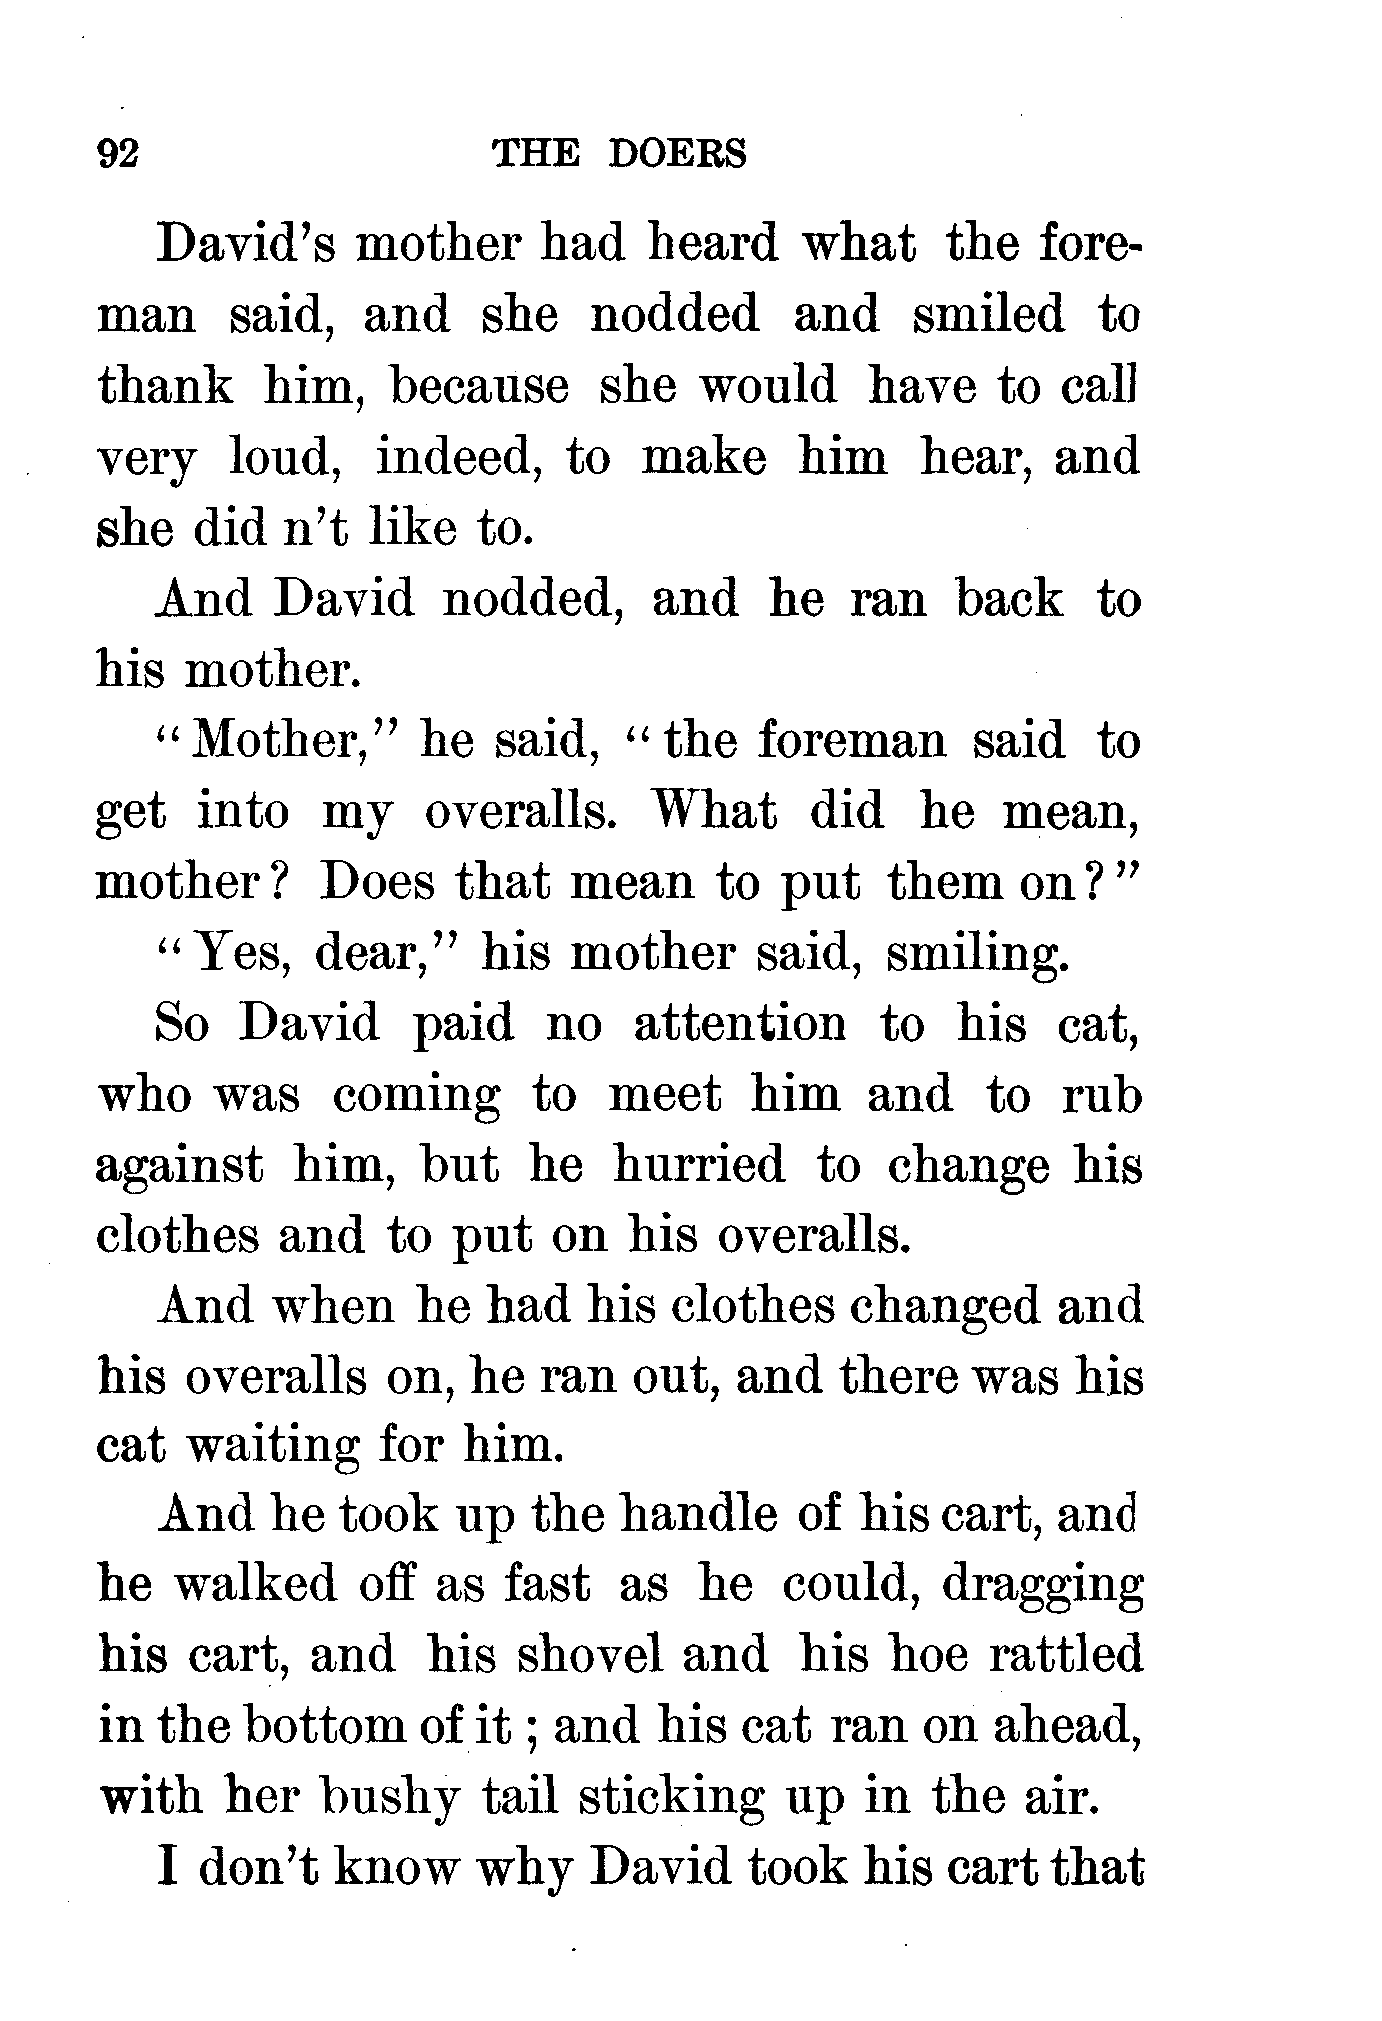 92 THE DOERS
David's mother had heard what the fore-
man said, and she nodded and smiled to
thank him, because she would have to call
very loud, indeed, to make him hear, and
she did n't like to.
And David nodded, and he ran back to
his mother.
“Mother,” he said, “the foreman said to
get into my overalls. What did he mean,
mother? Does that mean to put them on?”
“Yes, dear,” his mother said, smiling.
So David paid no attention to his cat,
who was coming to meet him and to rub
against him, but he hurried to change his
clothes and to put on his overalls.
And when he had his clothes changed and
his overalls on, he ran out, and there was his
cat waiting for him.
And he took up the handle of his cart, and
he walked off as fast as he could, dragging
his cart, and his shovel and his hoe rattled
in the bottom of it; and his cat ran on ahead,
with her bushy tail sticking up in the air.
I don't know why David took his cart that